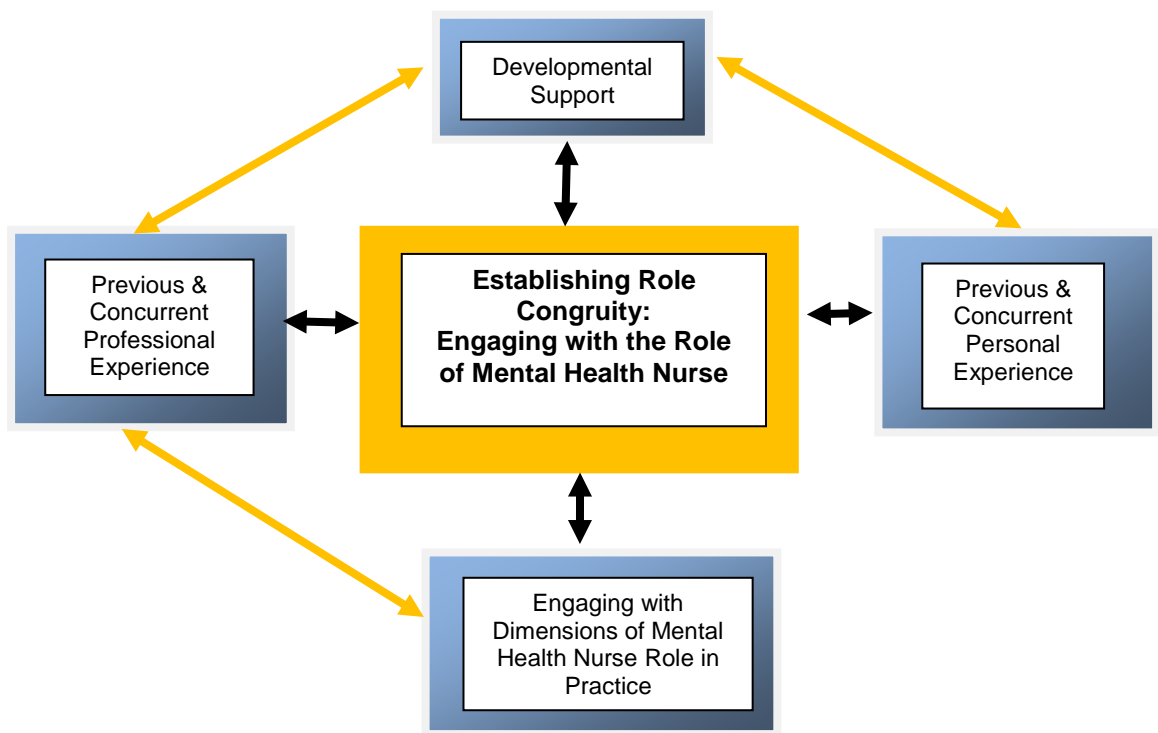 Developmental
Support
Previous &
Concurrent
Professional
Experience
Establishing Role
Congruity:
Engaging with the Role
of Mental Health Nurse
Previous &
Concurrent
Personal
Experience
Engaging with
Dimensions of Mental
Health Nurse Role in
Practice